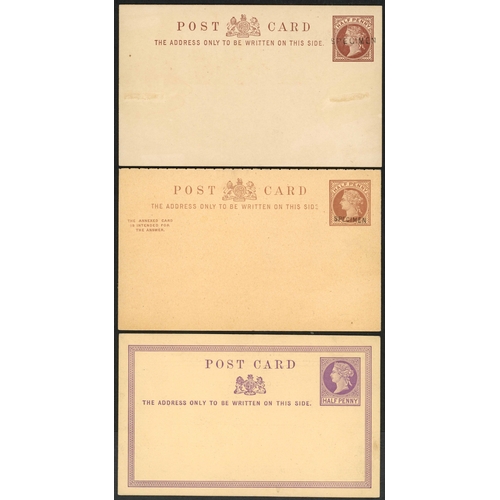 POST CARD
THE ADDRESS ONLY TO BE WRITTEN ON THIS SIDE.
HALF PENNY
SPECIMEN
POST CARD
THE ADDRESS ONLY TO BE WRITTEN ON THIS SIDE.
THE ANNEXED CARD
IS INTENDED FOR
THE ANSWER.
HALF PENNY
SPECIMEN
POST CARD
THE ADDRESS ONLY TO BE WRITTEN ON THIS SIDE.
HALF PENNY